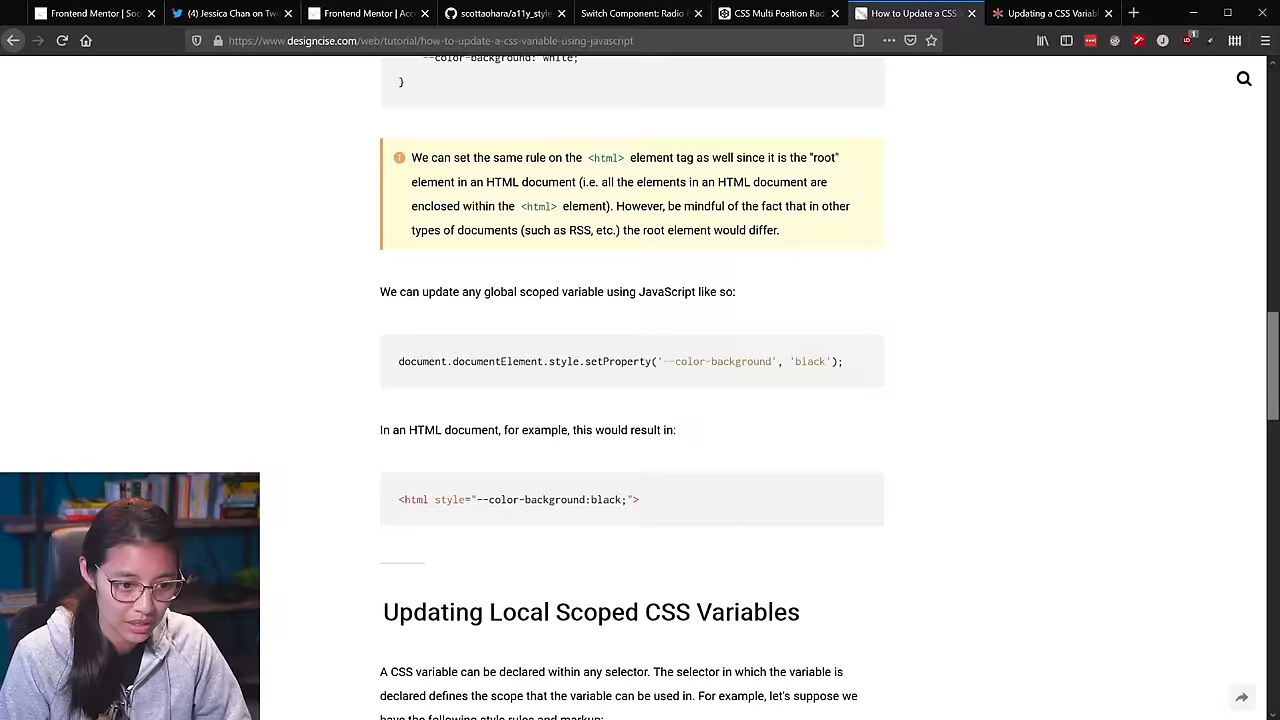 Frontend Mentor | Soc
(4) Jessica Chan on Tw
Frontend Mentor | Acc
scottaohara/a11y_style
Switch Component: Radio
CSS Multi Position Rad
How to Update a CSS
Updating a CSS Variab
https://www.designcise.com/web/tutorial/how-to-update-a-css-variable-using-javascript
1
--color-background: white;
}
We can set the same rule on the <html> element tag as well since it is the "root"
element in an HTML document (i.e. all the elements in an HTML document are
enclosed within the <html> element). However, be mindful of the fact that in other
types of documents (such as RSS, etc.) the root element would differ.
We can update any global scoped variable using JavaScript like so:
document.documentElement.style.setProperty('--color-background', 'black');
In an HTML document, for example, this would result in:
<html style="--color-background:black;">
Updating Local Scoped CSS Variables
A CSS variable can be declared within any selector. The selector in which the variable is
declared defines the scope that the variable can be used in. For example, let's suppose we
have the following style rules and markup: